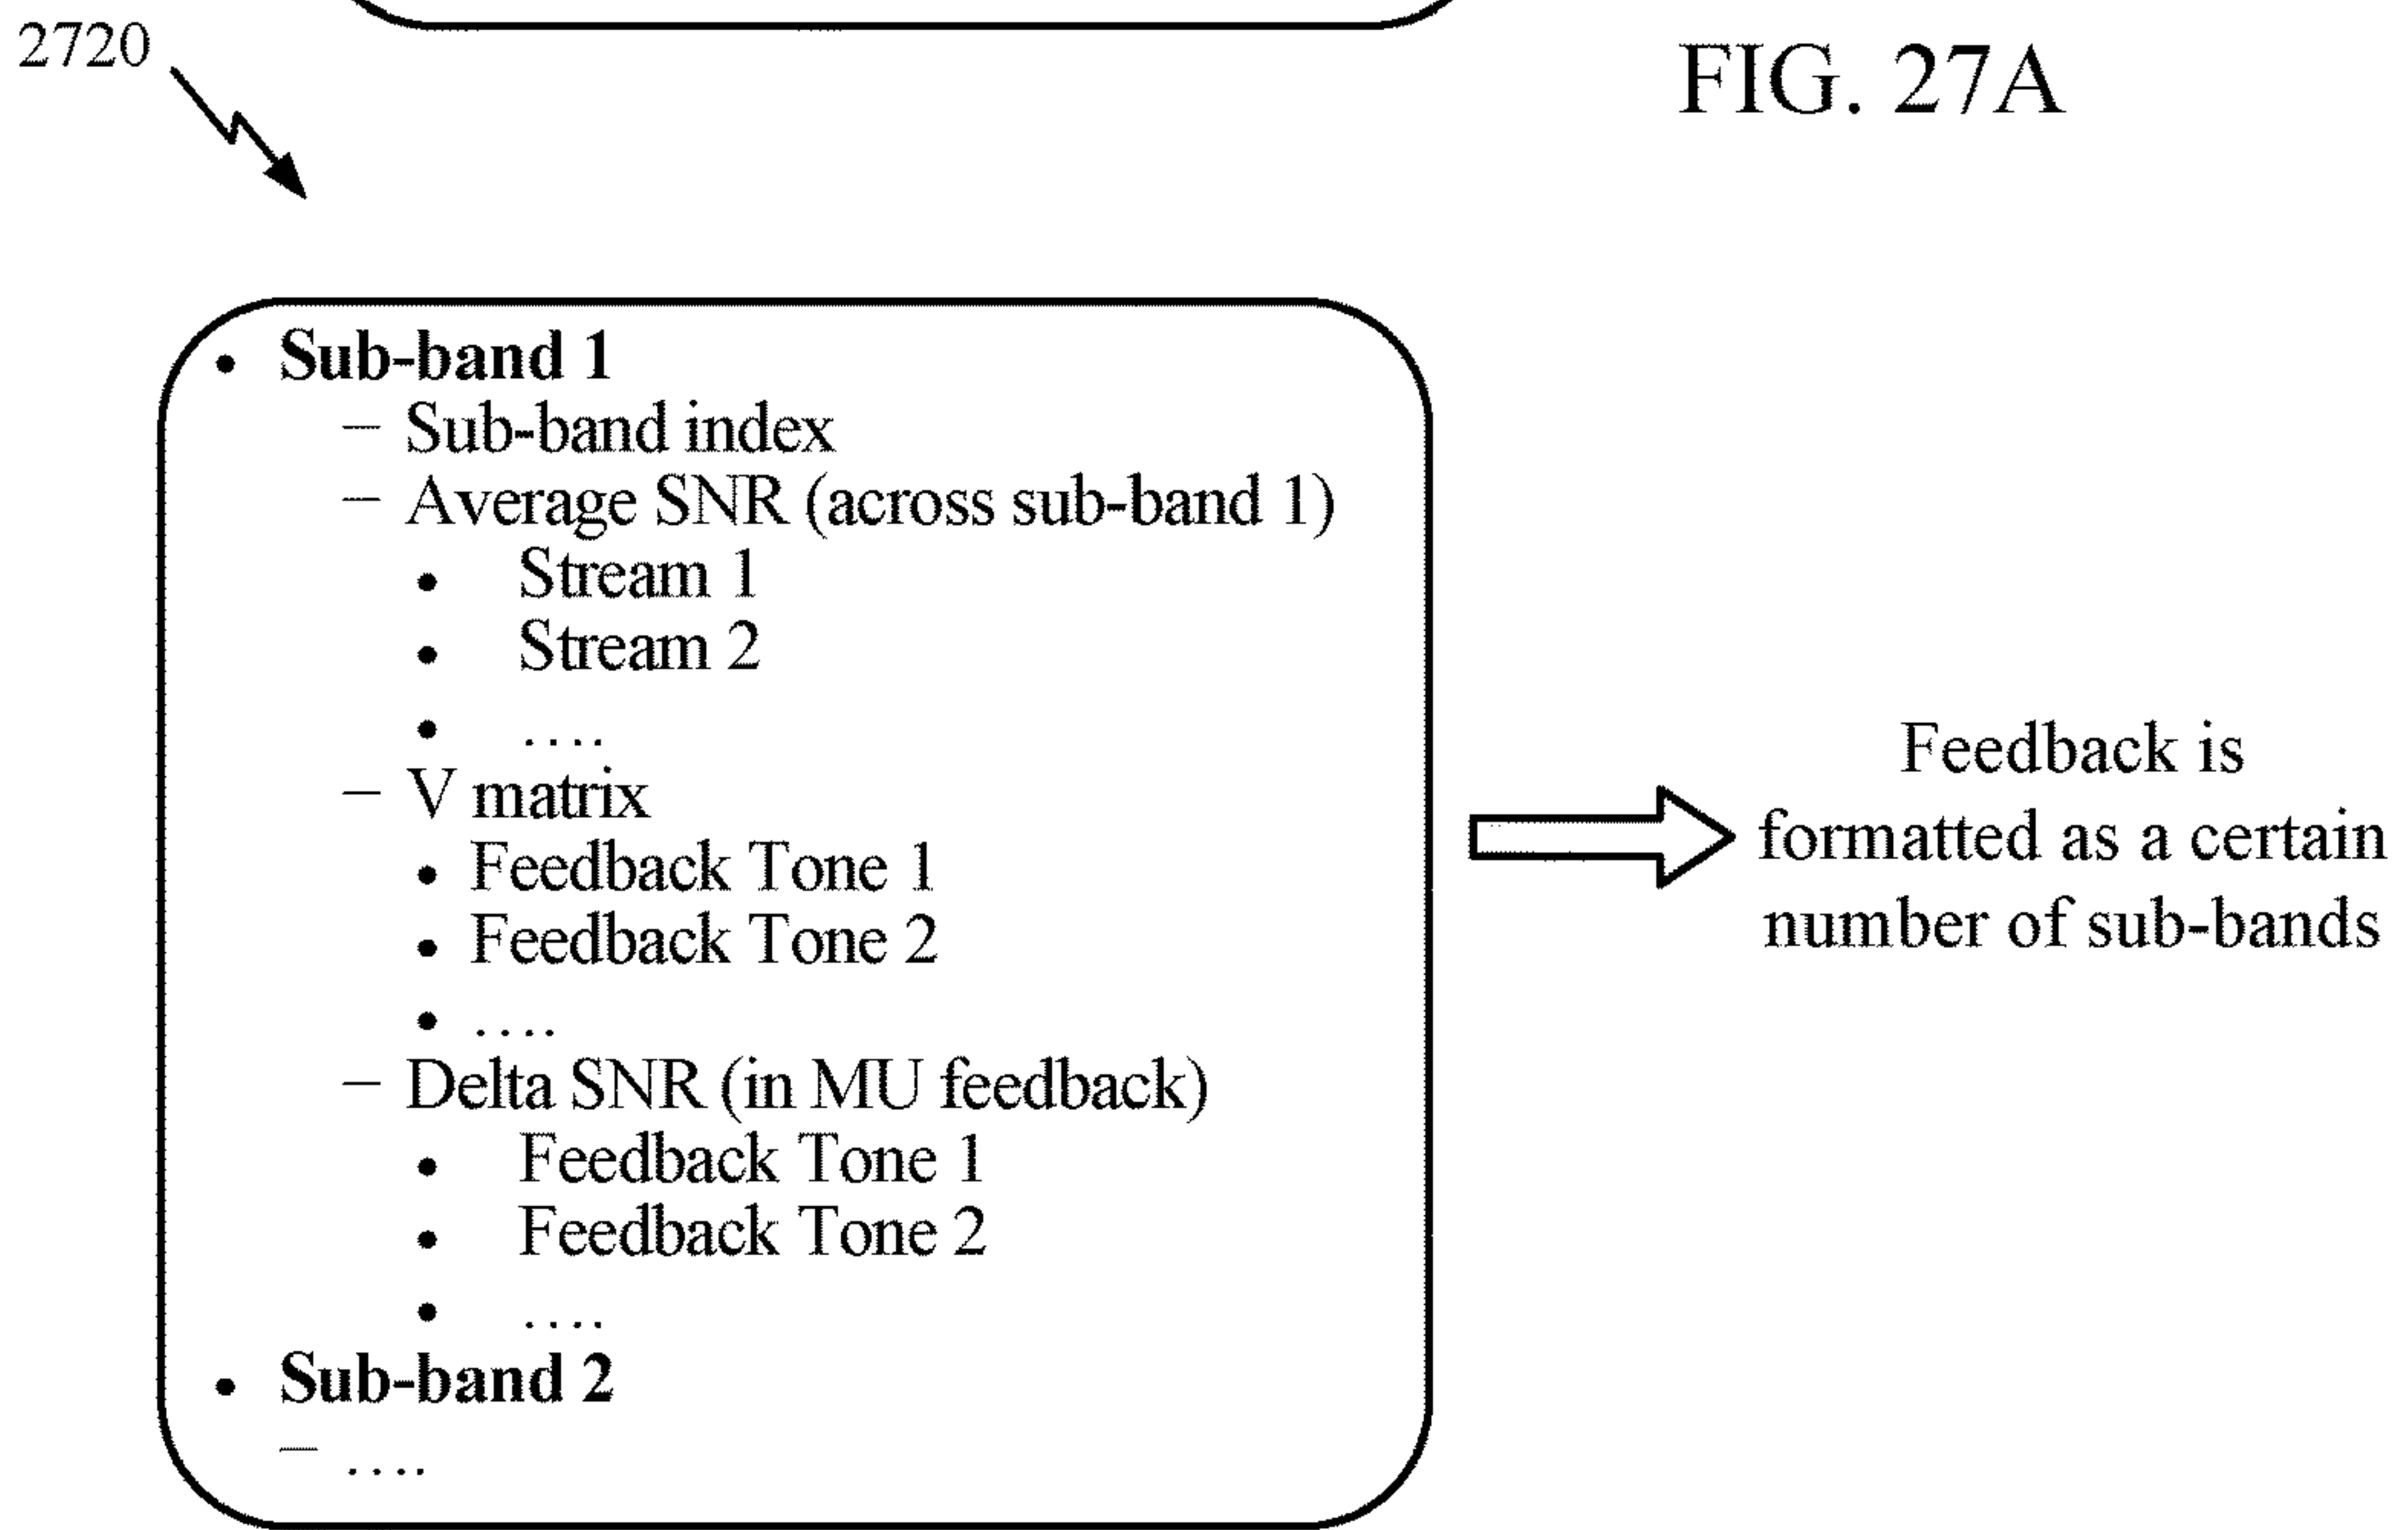 2720
FIG. 27A
• Sub-band 1
– Sub-band index
– Average SNR (across sub-band 1)
• Stream 1
• Stream 2
• ....
– V matrix
• Feedback Tone 1
• Feedback Tone 2
• ....
– Delta SNR (in MU feedback)
• Feedback Tone 1
• Feedback Tone 2
• ....
• Sub-band 2
– ....
Feedback is
formatted as a certain
number of sub-bands